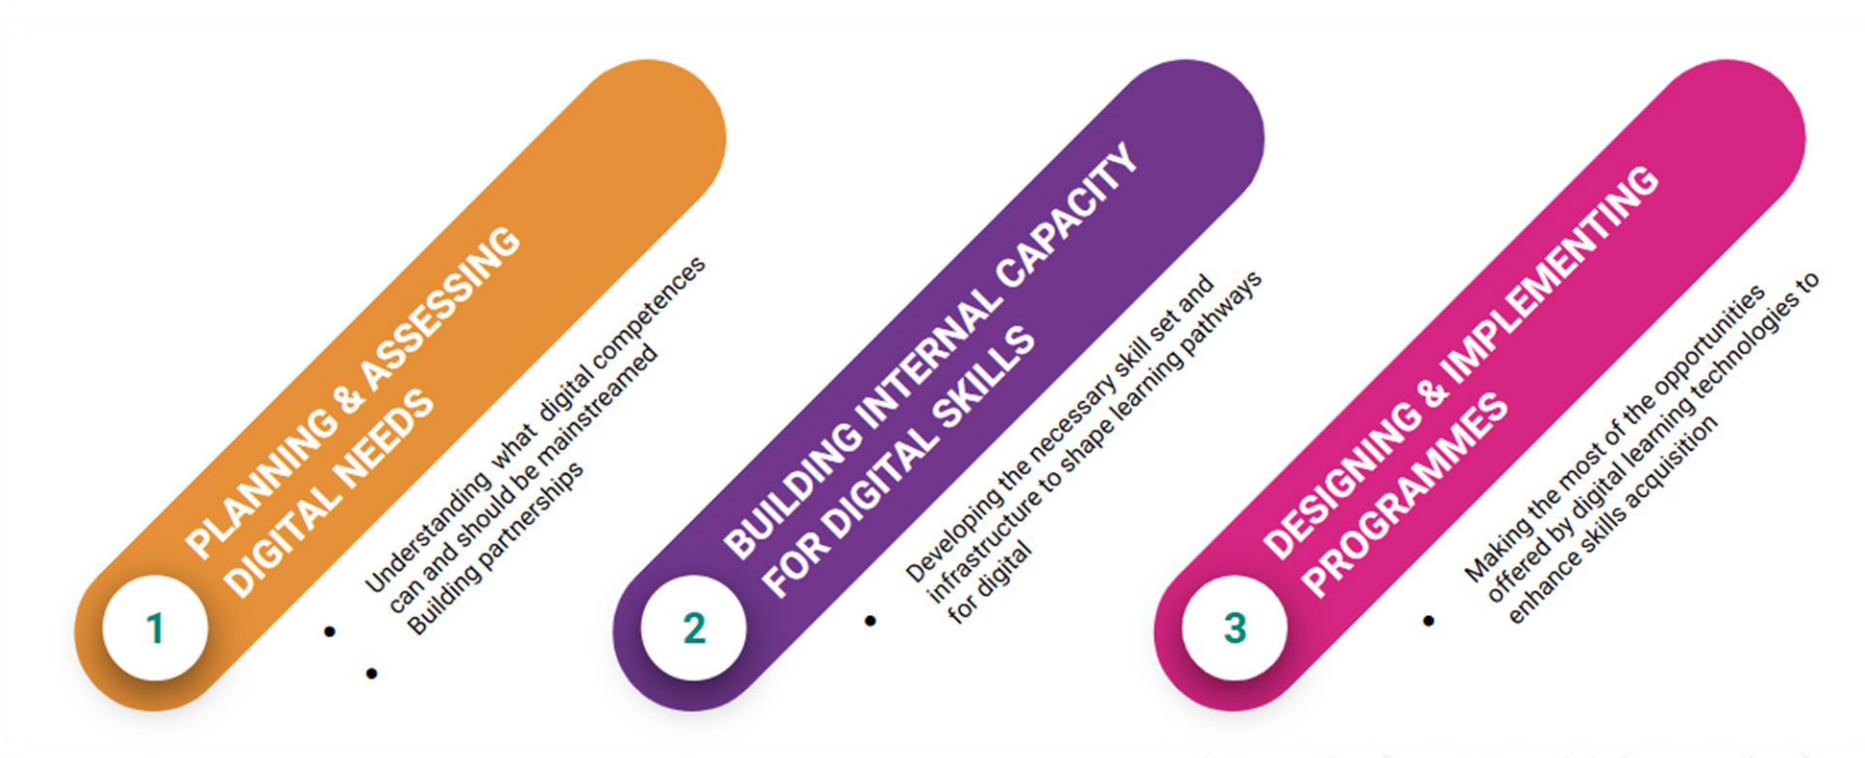 PLANNING & ASSESSING
DIGITAL NEEDS
1
• Understanding what digital competences
can and should be mainstreamed
• Building partnerships
BUILDING INTERNAL CAPACITY
FOR DIGITAL SKILLS
2
• Developing the necessary skill set and
infrastructure to shape learning pathways
for digital
DESIGNING & IMPLEMENTING
PROGRAMMES
3
• Making the most of the opportunities
offered by digital learning technologies to
enhance skills acquisition